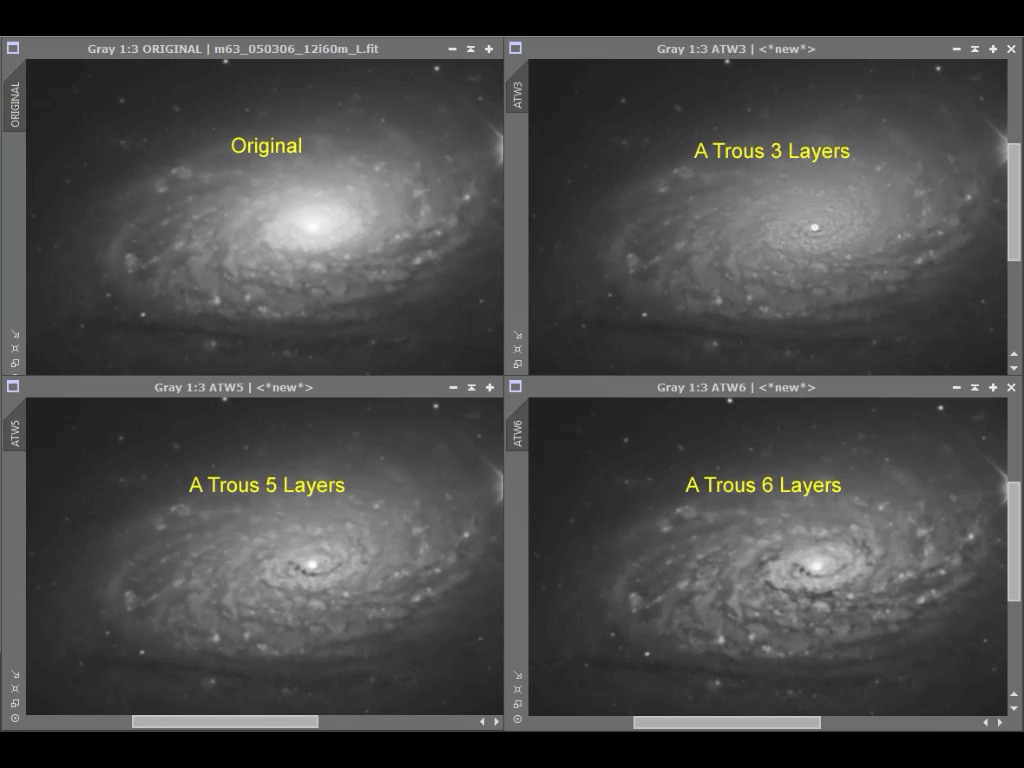 Gray 1:3 ORIGINAL | m63_050306_12i60m_L.fit
ORIGINAL
Original
Gray 1:3 ATW3 | <*new*>
ATW3
A Trous 3 Layers
Gray 1:3 ATW5 | <*new*>
ATW5
A Trous 5 Layers
Gray 1:3 ATW6 | <*new*>
ATW6
A Trous 6 Layers